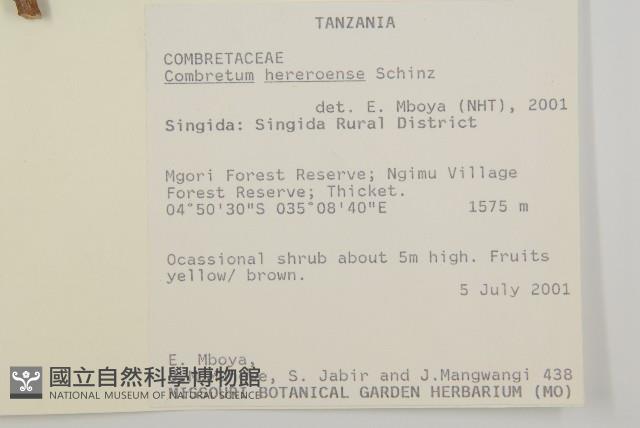 TANZANIA
COMBRETACEAE
Combretum hereroense Schinz
det. E. Mboya (NHT), 2001
Singida: Singida Rural District
Mgori Forest Reserve; Ngimu Village
Forest Reserve; Thicket.
04°50'30"S 035°08'40"E 1575 m
Ocassional shrub about 5m high. Fruits
yellow/ brown.
5 July 2001
E. Mboya,
S. Jabir and J.Mangwangi 438
MISSOURI BOTANICAL GARDEN HERBARIUM (MO)
國立自然科學博物館
NATIONAL MUSEUM OF NATURAL SCIENCE